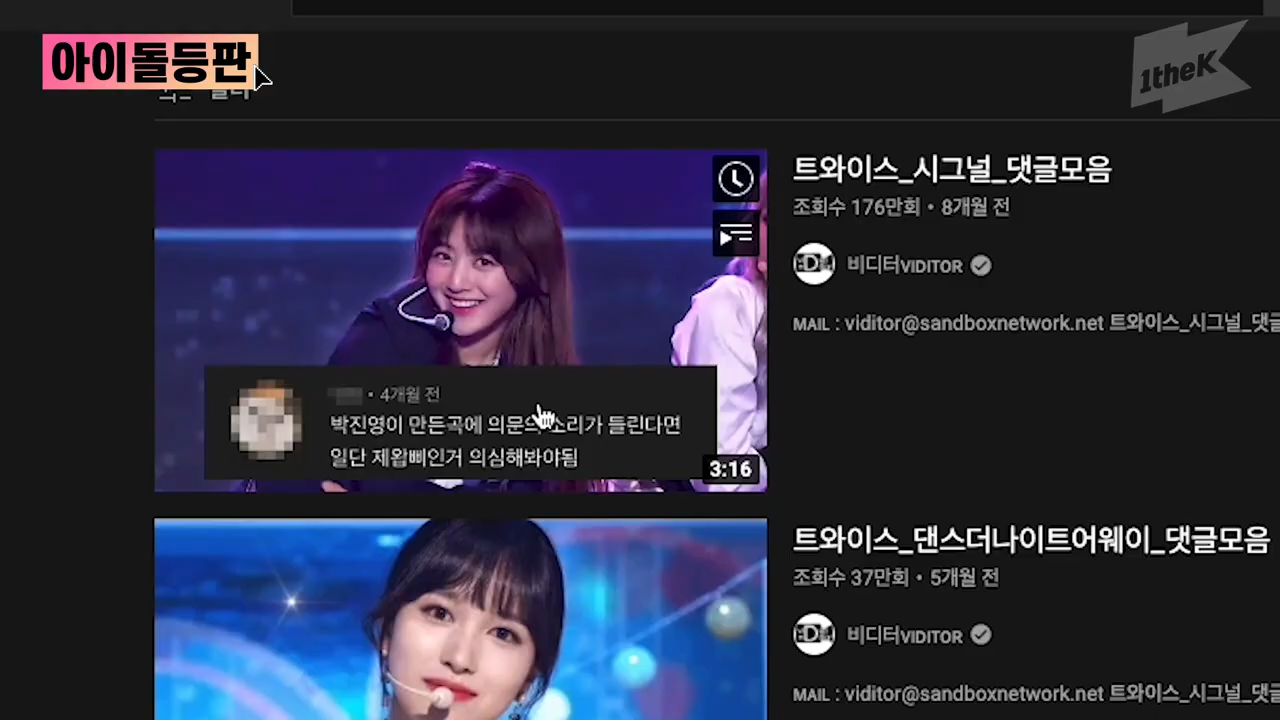 아이돌등판
1theK
트와이스_시그널_댓글모음
조회수 176만회 • 8개월 전
비디터VIDITOR
MAIL : viditor@sandboxnetwork.net 트와이스_시그널_댓글
• 4개월 전
박진영이 만든곡에 의문의 소리가 들린다면
일단 제왑삐인거 의심해봐야됨
3:16
트와이스_댄스더나이트어웨이_댓글모음
조회수 37만회 • 5개월 전
비디터VIDITOR
MAIL : viditor@sandboxnetwork.net 트와이스_시그널_댓글